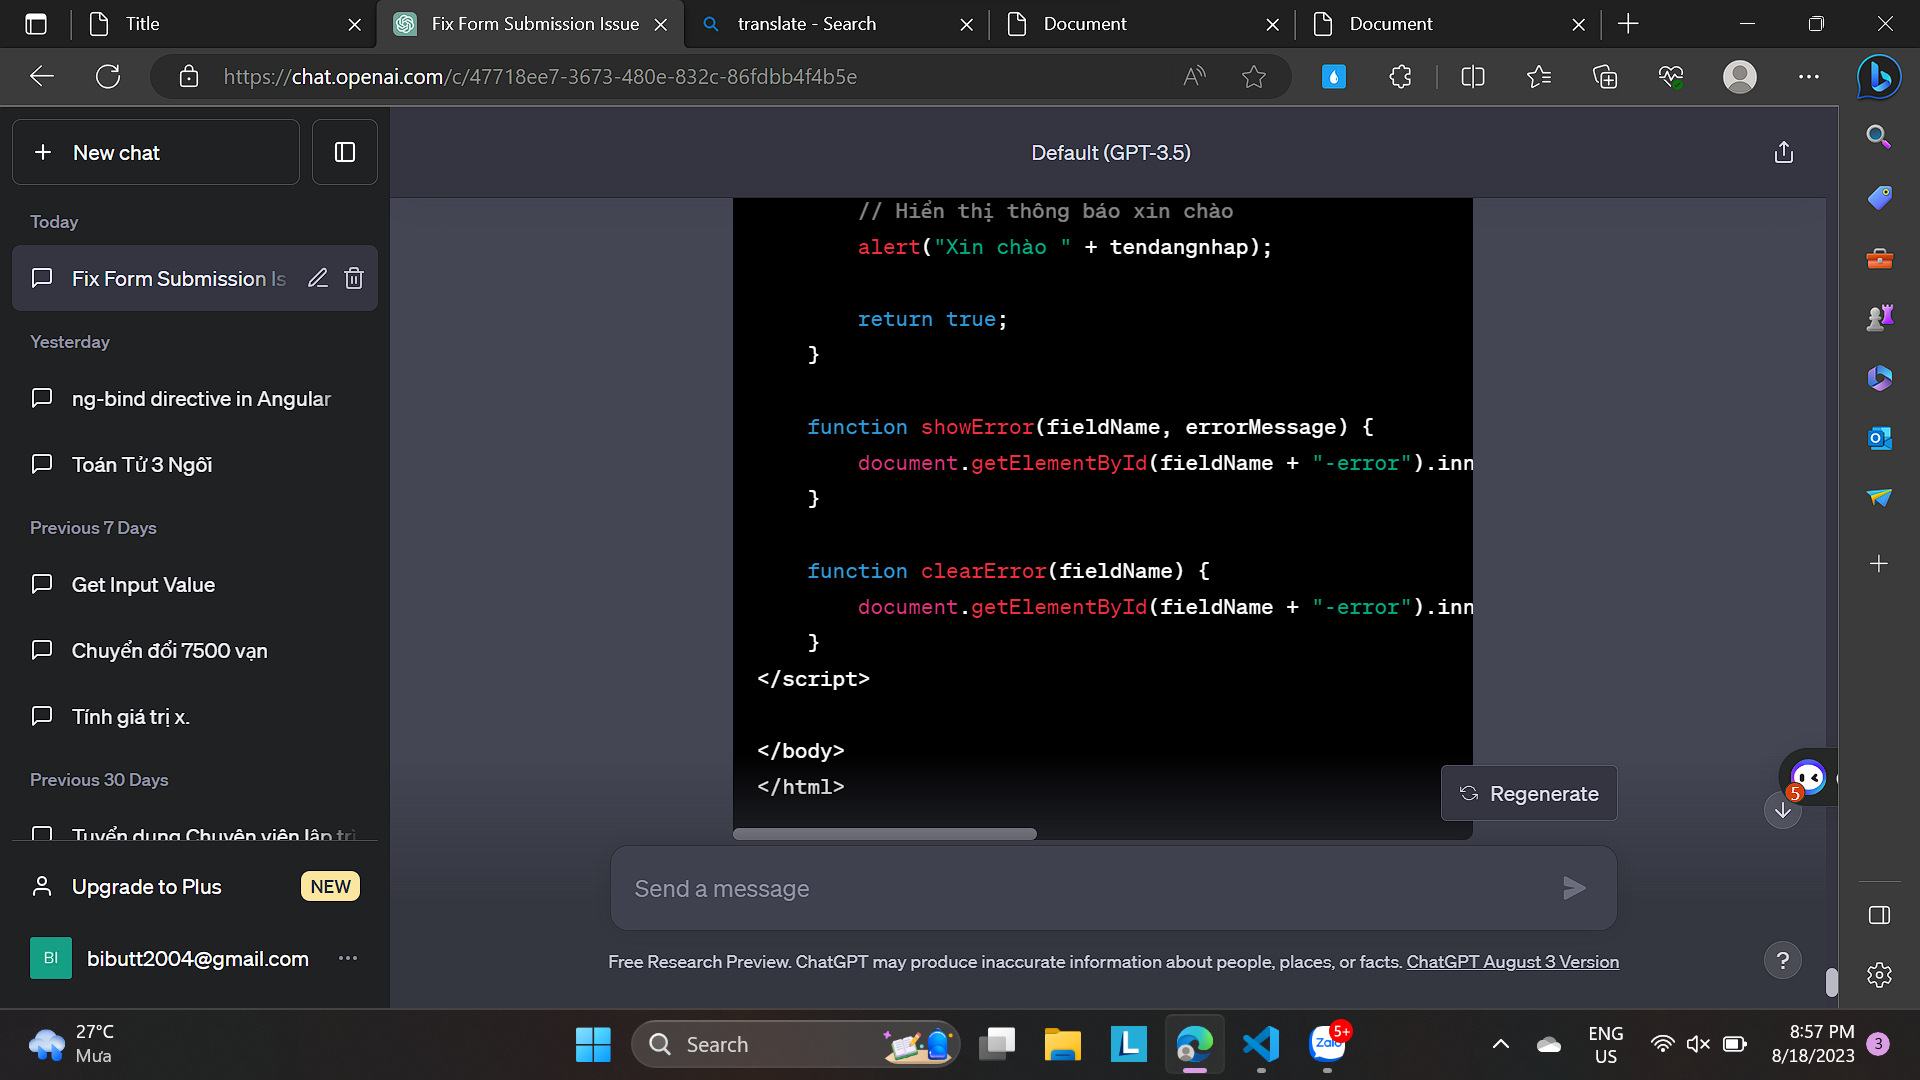 Title
Fix Form Submission Issue
translate - Search
Document
Document
https://chat.openai.com/c/47718ee7-3673-480e-832c-86fdbb4f4b5e
New chat
Default (GPT-3.5)
Today
Fix Form Submission Is
Yesterday
ng-bind directive in Angular
Toán Tử 3 Ngôi
Previous 7 Days
Get Input Value
Chuyển đổi 7500 vạn
Tính giá trị x.
Previous 30 Days
Tuyển dụng Chuyên viên lập trì
Upgrade to Plus
NEW
BI
bibutt2004@gmail.com
// Hiển thị thông báo xin chào
alert("Xin chào " + tendangnhap);
return true;
}
function showError(fieldName, errorMessage) {
document.getElementById(fieldName + "-error").inn
}
function clearError(fieldName) {
document.getElementById(fieldName + "-error").inn
}
</script>
</body>
</html>
Regenerate
5
Send a message
Free Research Preview. ChatGPT may produce inaccurate information about people, places, or facts. ChatGPT August 3 Version
?
27°C
Mưa
Search
L
Zalo
5+
ENG
US
8:57 PM
8/18/2023
3